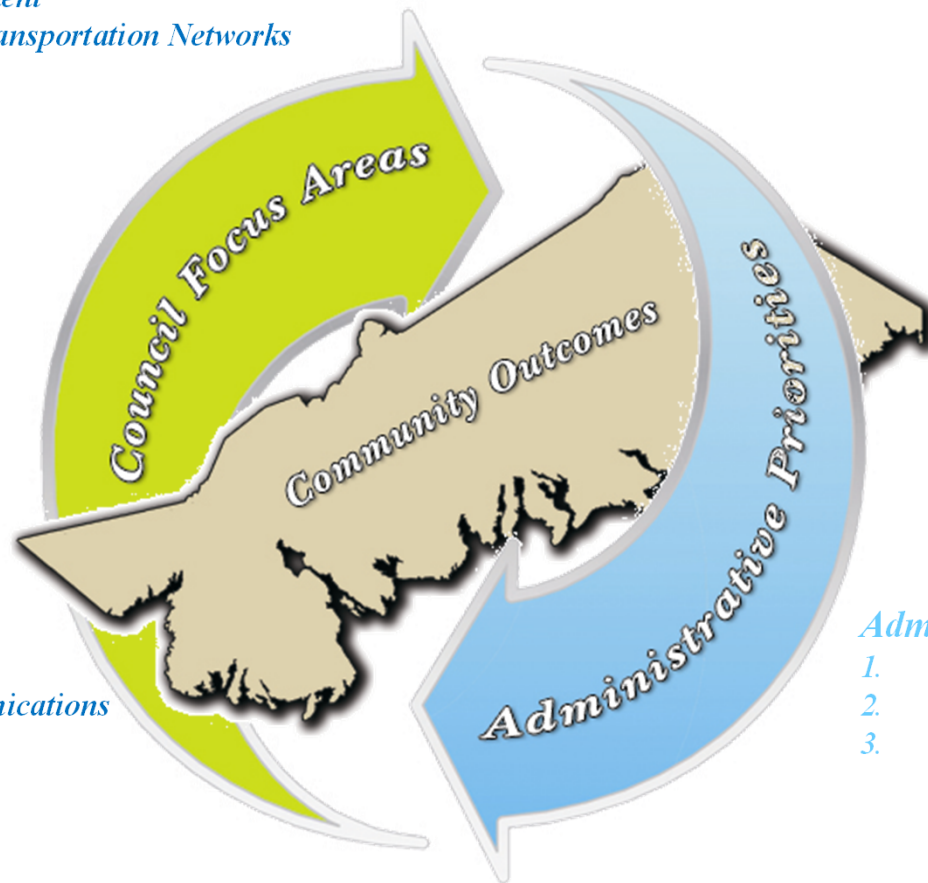 ansportation Networks
Council Focus Areas
Community Outcomes
Administrative Priorities
Adm
1.
2.
3.
nications